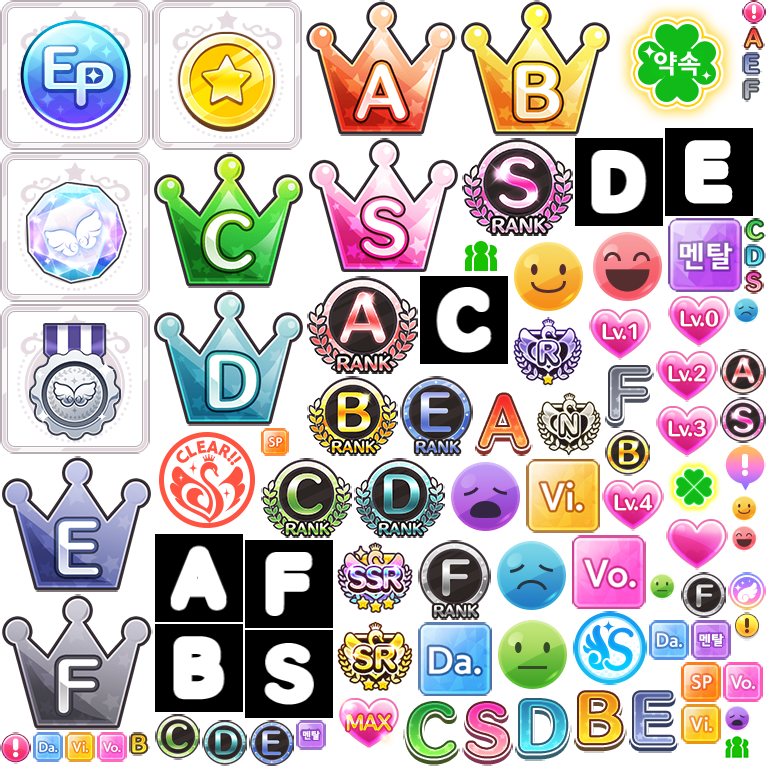 Ep
A
B
약속
!
A
E
F
C
S
S
RANK
D
E
멘탈
C
D
S
D
A
RANK
C
R
Lv.1
Lv.0
Lv.2
A
F
B
RANK
E
RANK
A
N
Lv.3
S
CLEAR!!
SP
B
!
E
C
RANK
D
RANK
Vi.
Lv.4
A
F
SSR
F
RANK
Vo.
F
F
B
S
SR
Da.
S
Da.
멘탈
!
SP
Vo.
MAX
C
S
D
B
E
Vi.
!
Da.
Vi.
Vo.
B
C
D
E
멘탈